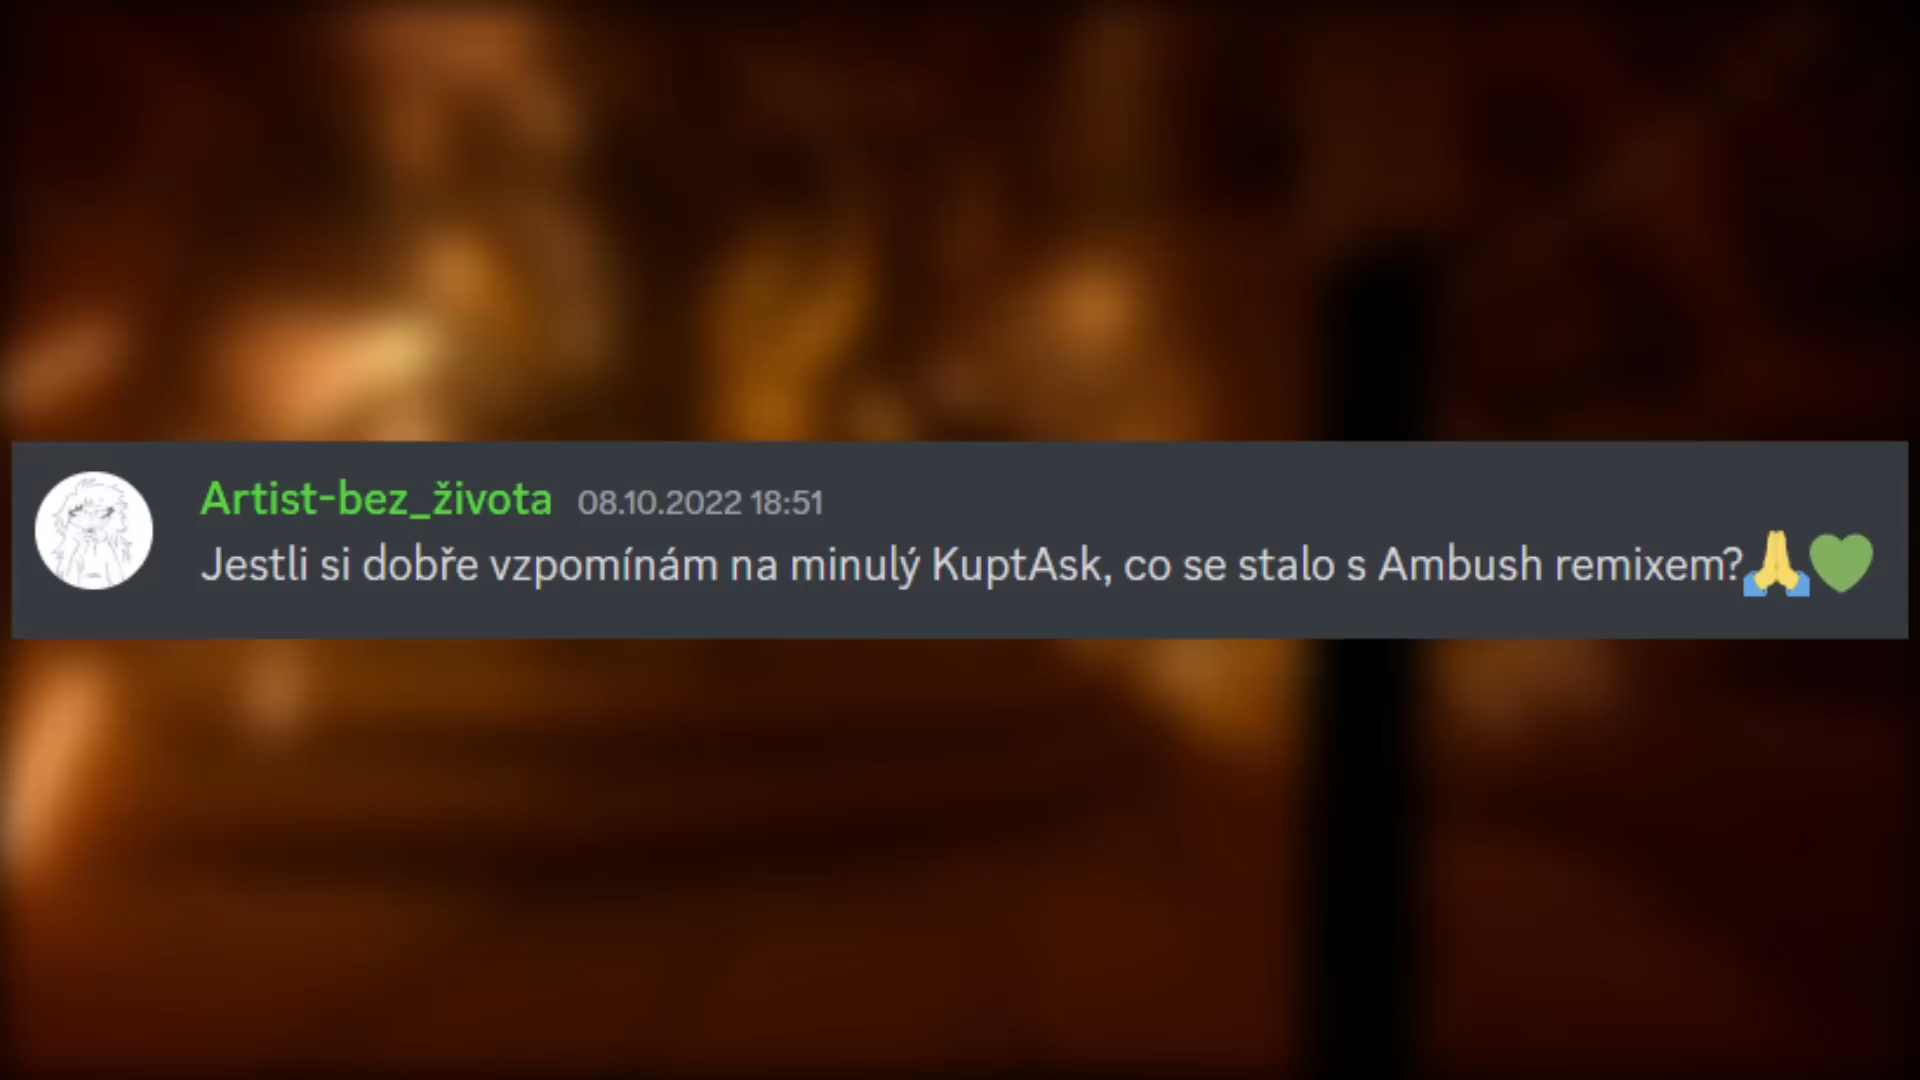 Artist-bez_života 08.10.2022 18:51
Jestli si dobře vzpomínám na minulý KuptAsk, co se stalo s Ambush remixem?🙏💚